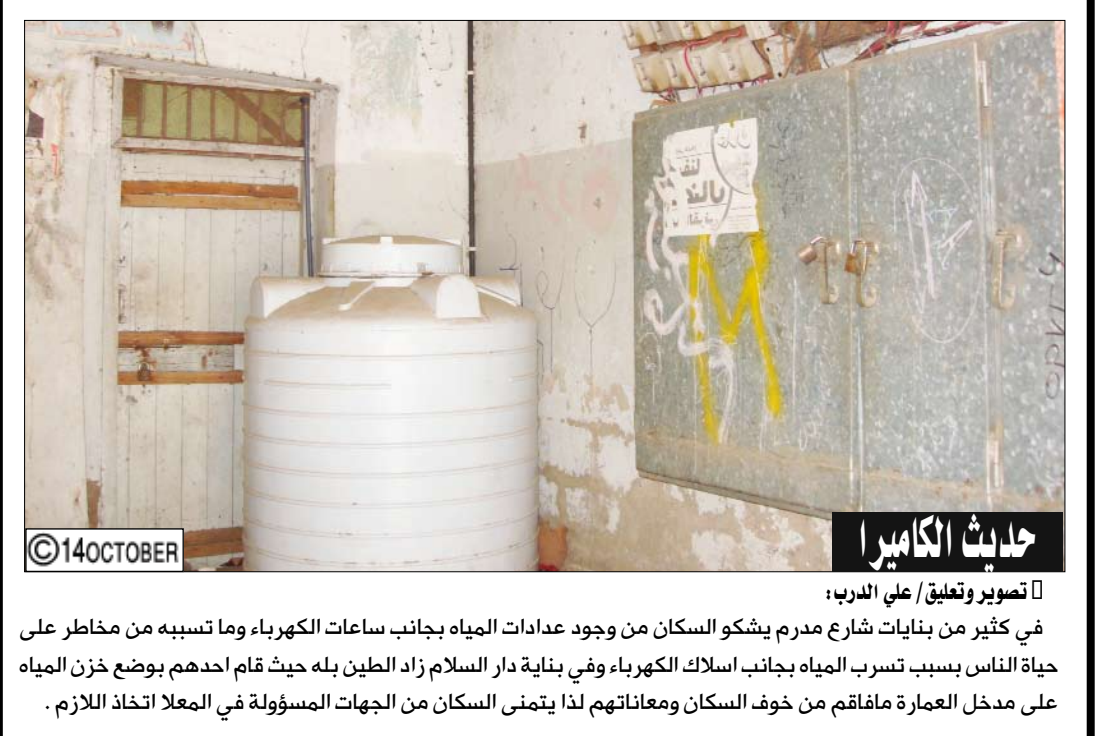 لنف
بالنـ
M
©14OCTOBER
حديث الكاميرا
تصوير وتعليق/ علي الدرب:
في كثير من بنايات شارع مدرم يشكو السكان من وجود عدادات المياه بجانب ساعات الكهرباء وما تسببه من مخاطر على
حياة الناس بسبب تسرب المياه بجانب اسلاك الكهرباء وفي بناية دار السلام زاد الطين بله حيث قام احدهم بوضع خزن المياه
على مدخل العمارة مافاقم من خوف السكان ومعاناتهم لذا يتمنى السكان من الجهات المسؤولة في المعلا اتخاذ اللازم .